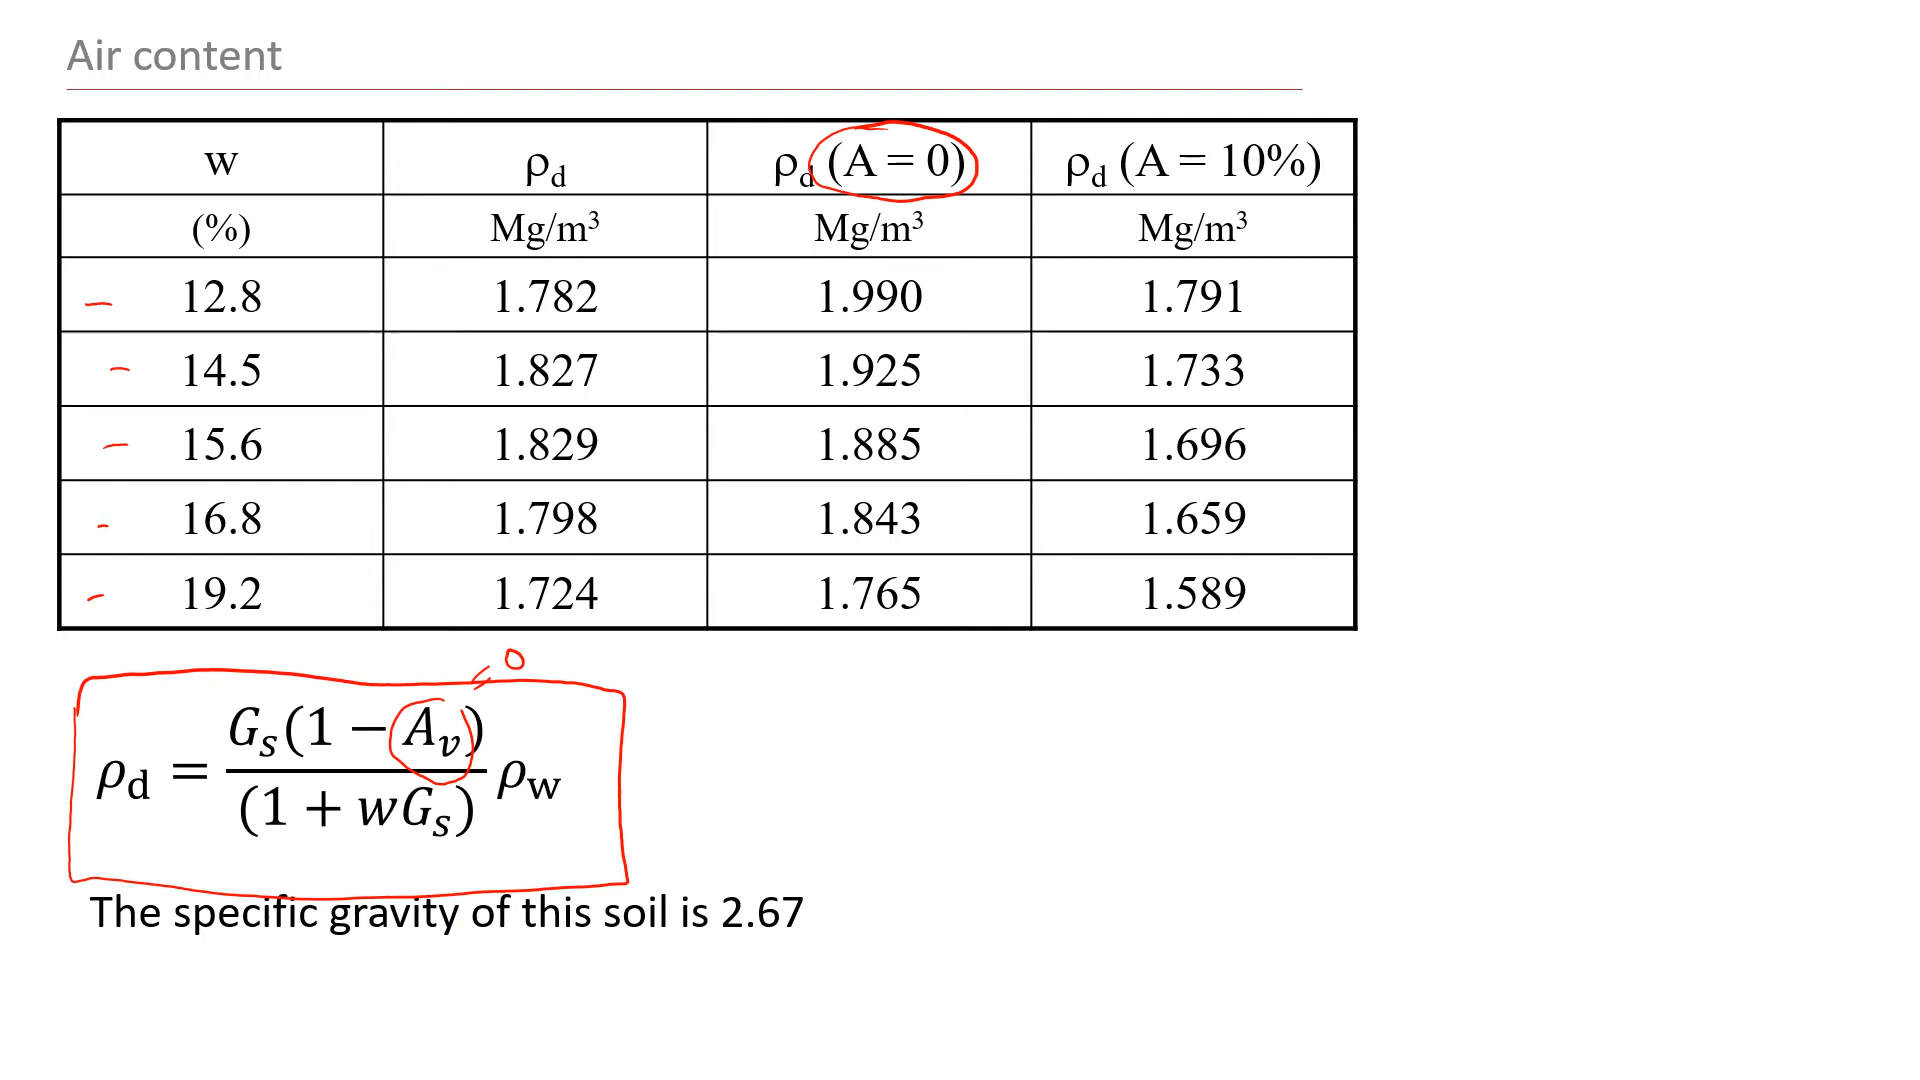 Air content
w ρd ρd (A = 0) ρd (A = 10%)
(%) Mg/m³ Mg/m³ Mg/m³
12.8 1.782 1.990 1.791
14.5 1.827 1.925 1.733
15.6 1.829 1.885 1.696
16.8 1.798 1.843 1.659
19.2 1.724 1.765 1.589
= 0
ρd = Gs(1 − Av) / (1 + wGs) ρw
The specific gravity of this soil is 2.67